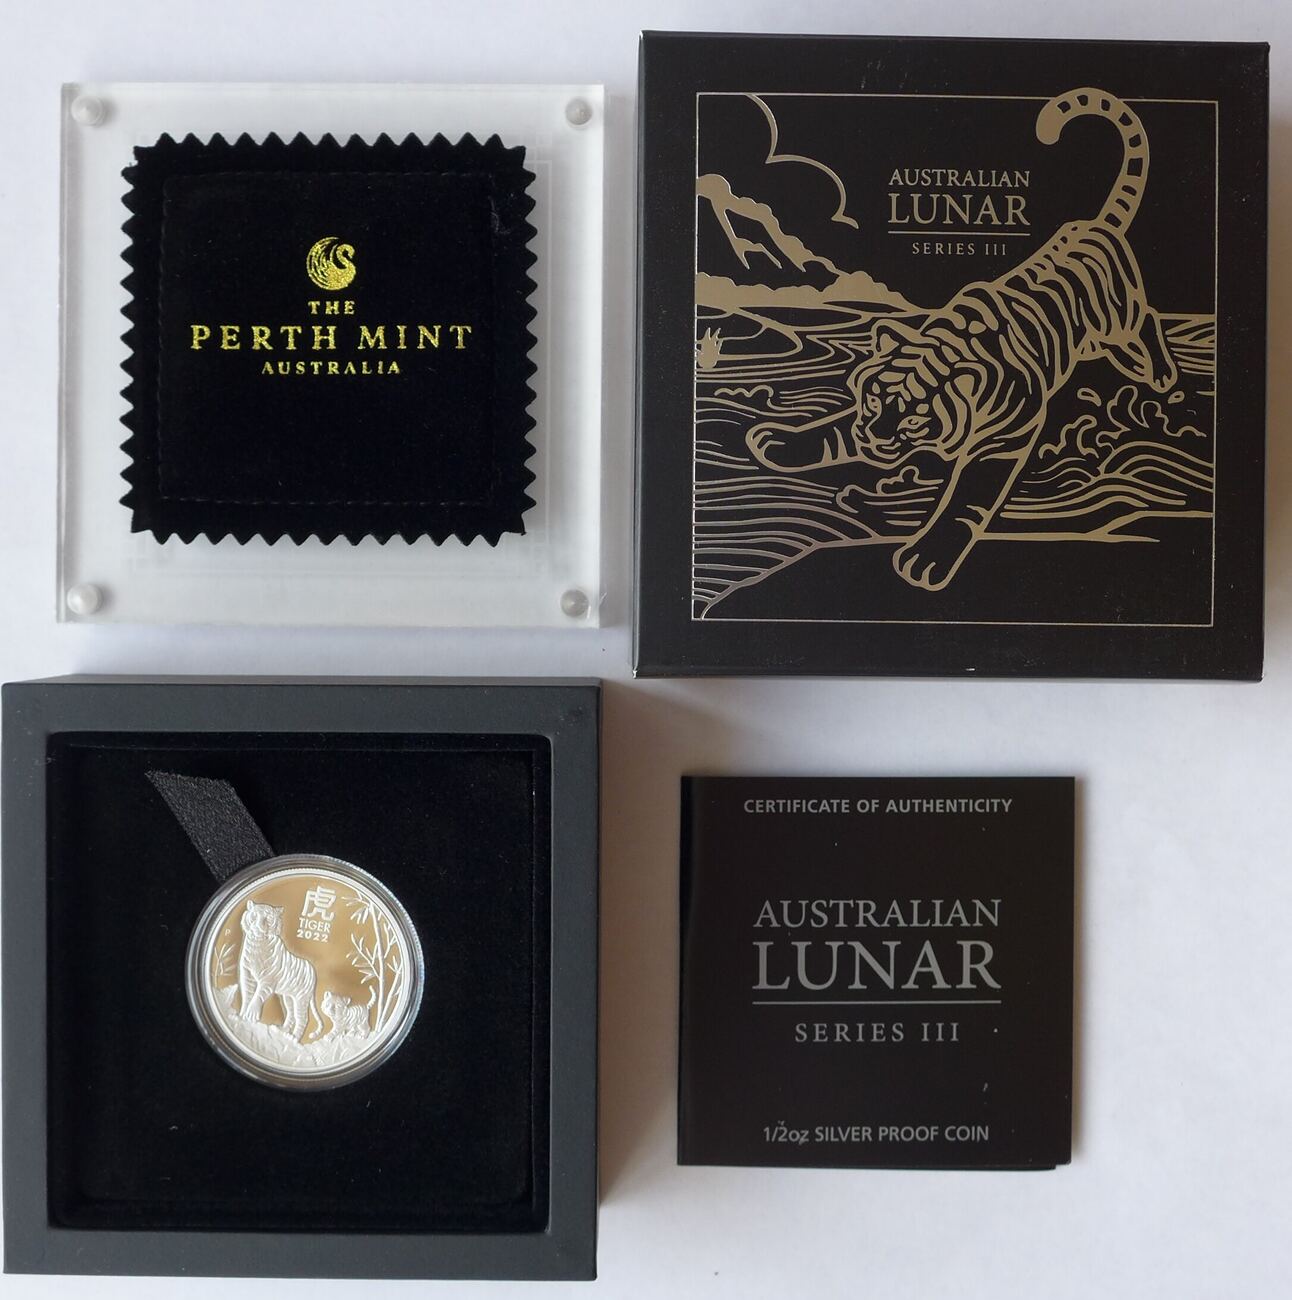 THE
PERTH MINT
AUSTRALIA
AUSTRALIAN
LUNAR
SERIES III
P
虎
TIGER
2022
CERTIFICATE OF AUTHENTICITY
AUSTRALIAN
LUNAR
SERIES III
1/2oz SILVER PROOF COIN